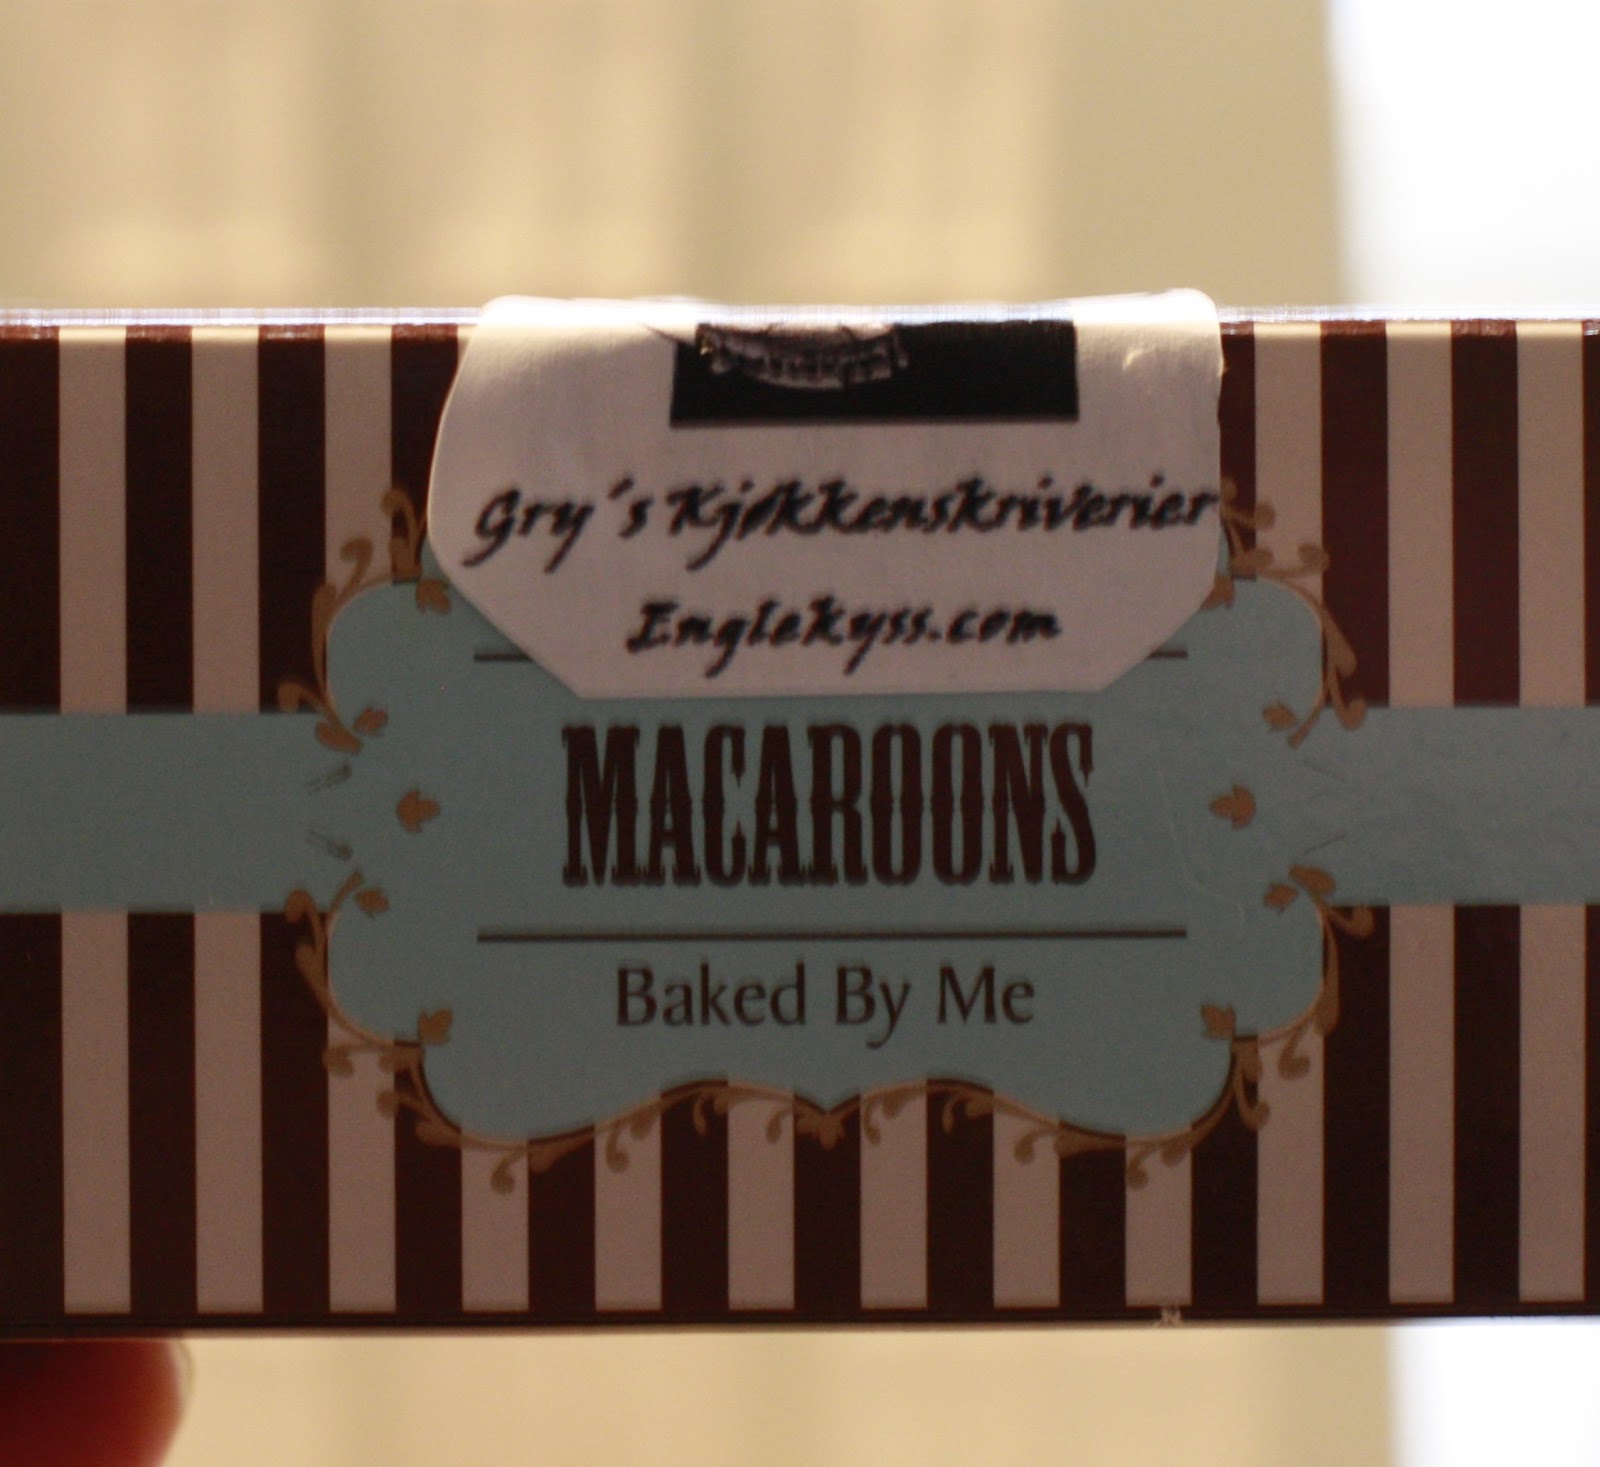 Gry´s Kjøkkenskriverier
Englekyss.com
MACAROONS
Baked By Me